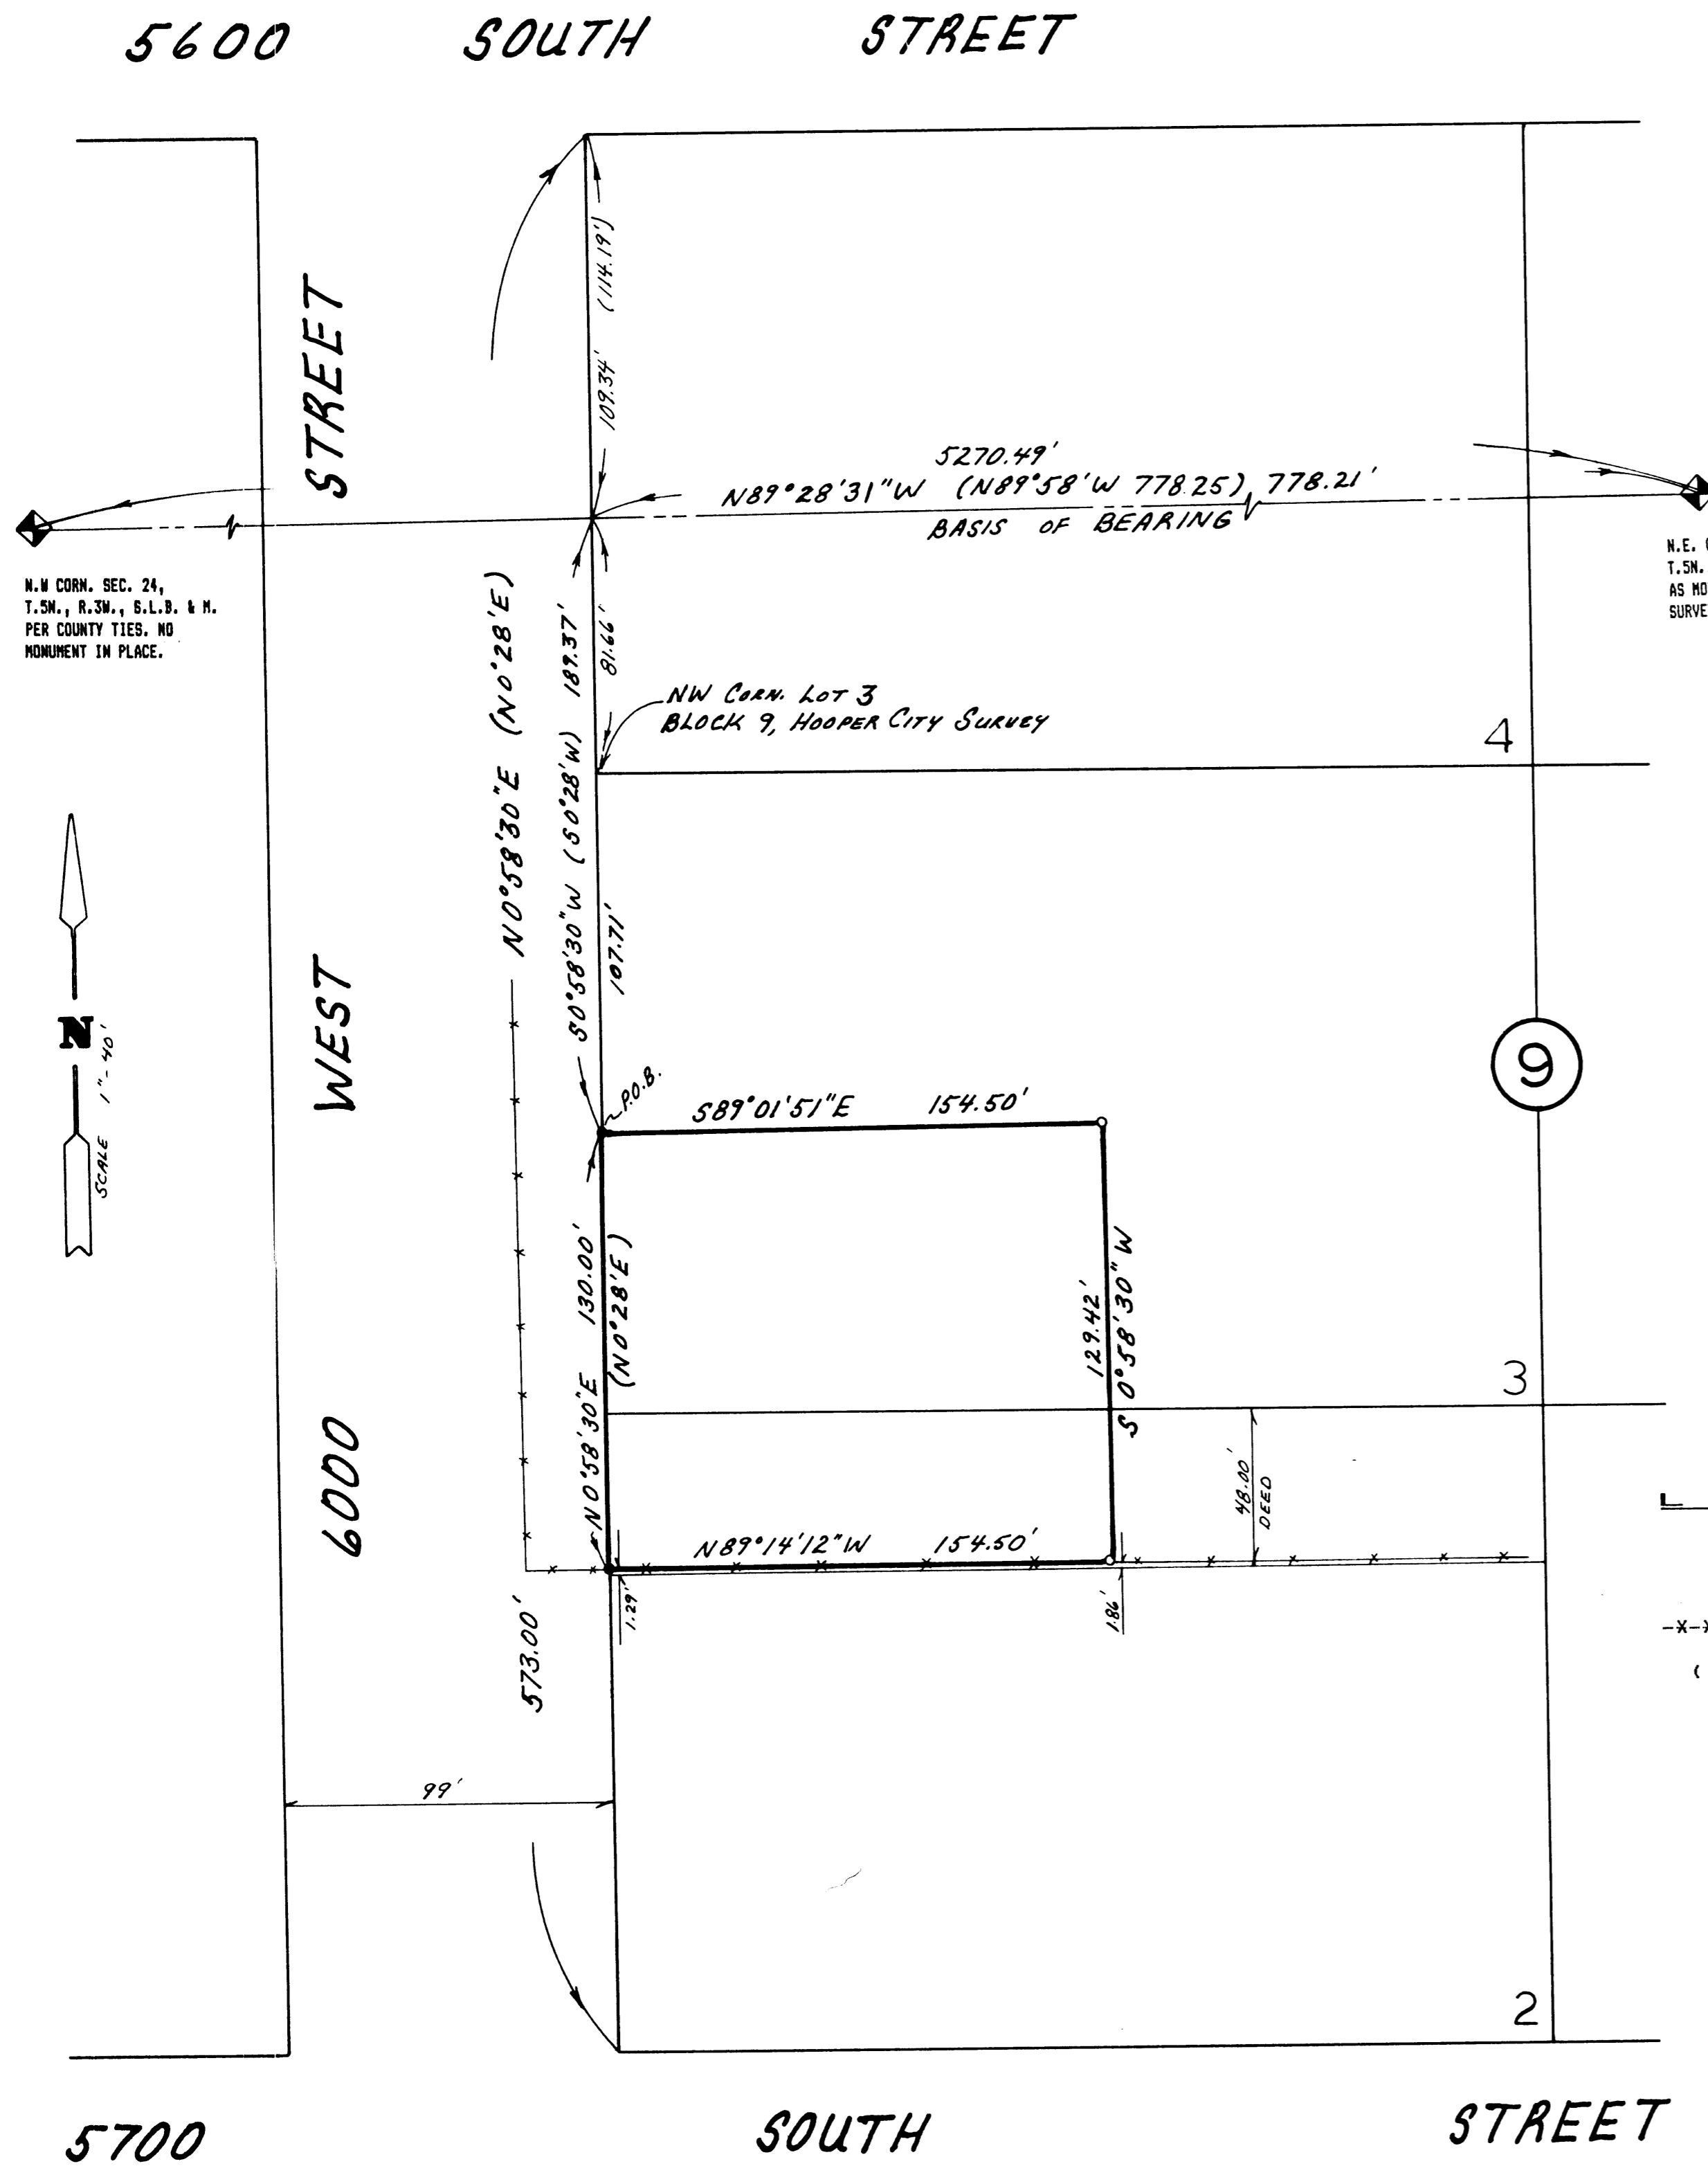 5600 SOUTH STREET
(114.19')
109.34'
STREET
5270.49'
N89°28'31"W (N89°58'W 778.25) 778.21'
BASIS OF BEARING
N.W CORN. SEC. 24,
T.5N., R.3W., S.L.B. & M.
PER COUNTY TIES. NO
MONUMENT IN PLACE.
N.E.
T.5N.
AS MO
SURVE
N0°58'30"E (N0°28'E)
S0°58'30"W (S0°28'W) 189.37'
81.66'
NW CORN. LOT 3
BLOCK 9, HOOPER CITY SURVEY
4
107.71'
WEST
N
SCALE 1"-40'
9
P.O.B.
S89°01'51"E 154.50'
N0°58'30"E 130.00'
(N0°28'E)
129.42'
S 0°58'30" W
3
6000
48.00'
DEED
L
N89°14'12"W 154.50'
1.29'
1.86'
573.00'
-x-x
(
99'
2
5700 SOUTH STREET